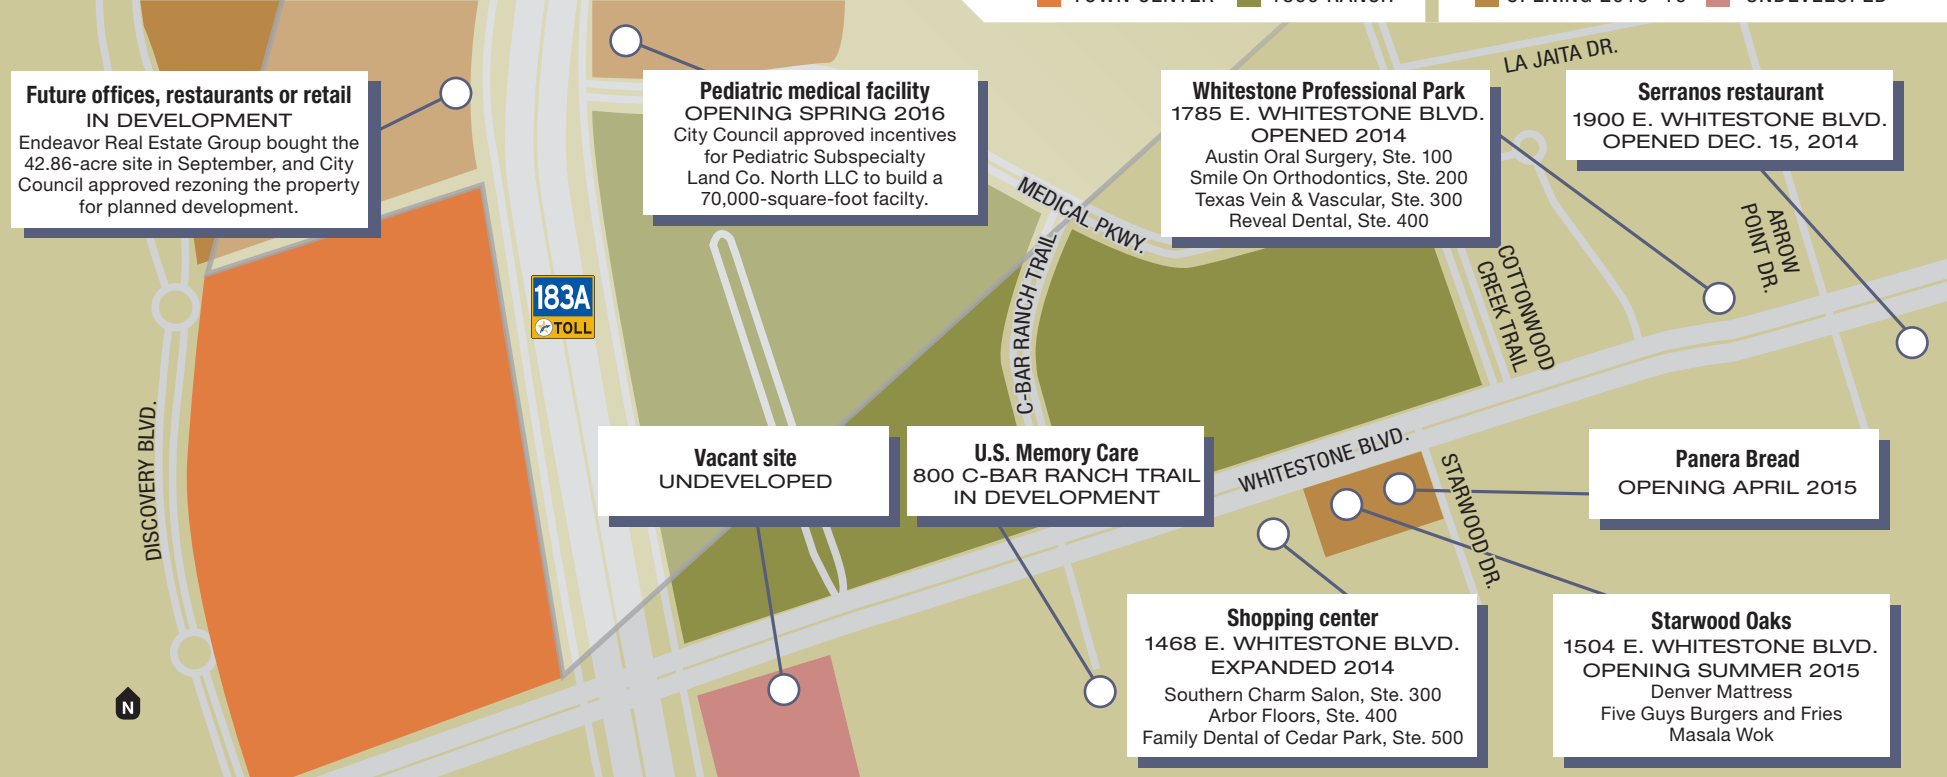 TOWN CENTER
1890 RANCH
UNDEVELOPED
LA JAITA DR.
Future offices, restaurants or retail
IN DEVELOPMENT
Endeavor Real Estate Group bought the
42.86-acre site in September, and City
Council approved rezoning the property
for planned development.
Pediatric medical facility
OPENING SPRING 2016
City Council approved incentives
for Pediatric Subspecialty
Land Co. North LLC to build a
70,000-square-foot facilty.
Whitestone Professional Park
1785 E. WHITESTONE BLVD.
OPENED 2014
Austin Oral Surgery, Ste. 100
Smile On Orthodontics, Ste. 200
Texas Vein & Vascular, Ste. 300
Reveal Dental, Ste. 400
Serranos restaurant
1900 E. WHITESTONE BLVD.
OPENED DEC. 15, 2014
MEDICAL PKWY.
C-BAR RANCH TRAIL
COTTONWOOD
CREEK TRAIL
ARROW
POINT DR.
183A
TOLL
DISCOVERY BLVD.
WHITESTONE BLVD.
STARWOOD DR.
Vacant site
UNDEVELOPED
U.S. Memory Care
800 C-BAR RANCH TRAIL
IN DEVELOPMENT
Panera Bread
OPENING APRIL 2015
Shopping center
1468 E. WHITESTONE BLVD.
EXPANDED 2014
Southern Charm Salon, Ste. 300
Arbor Floors, Ste. 400
Family Dental of Cedar Park, Ste. 500
Starwood Oaks
1504 E. WHITESTONE BLVD.
OPENING SUMMER 2015
Denver Mattress
Five Guys Burgers and Fries
Masala Wok
N